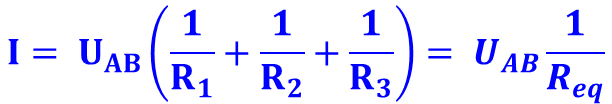 I = U_AB (1/R_1 + 1/R_2 + 1/R_3) = U_AB 1/R_eq